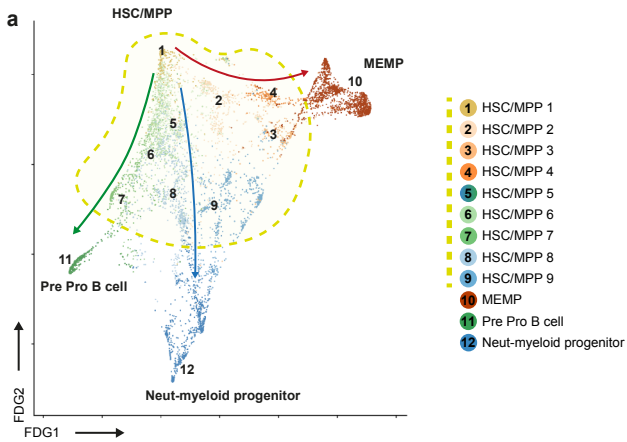 a
HSC/MPP
MEMP
1
10
2
4
5
3
6
8
7
9
11
Pre Pro B cell
12
Neut-myeloid progenitor
FDG2
FDG1
1 HSC/MPP 1
2 HSC/MPP 2
3 HSC/MPP 3
4 HSC/MPP 4
5 HSC/MPP 5
6 HSC/MPP 6
7 HSC/MPP 7
8 HSC/MPP 8
9 HSC/MPP 9
10 MEMP
11 Pre Pro B cell
12 Neut-myeloid progenitor